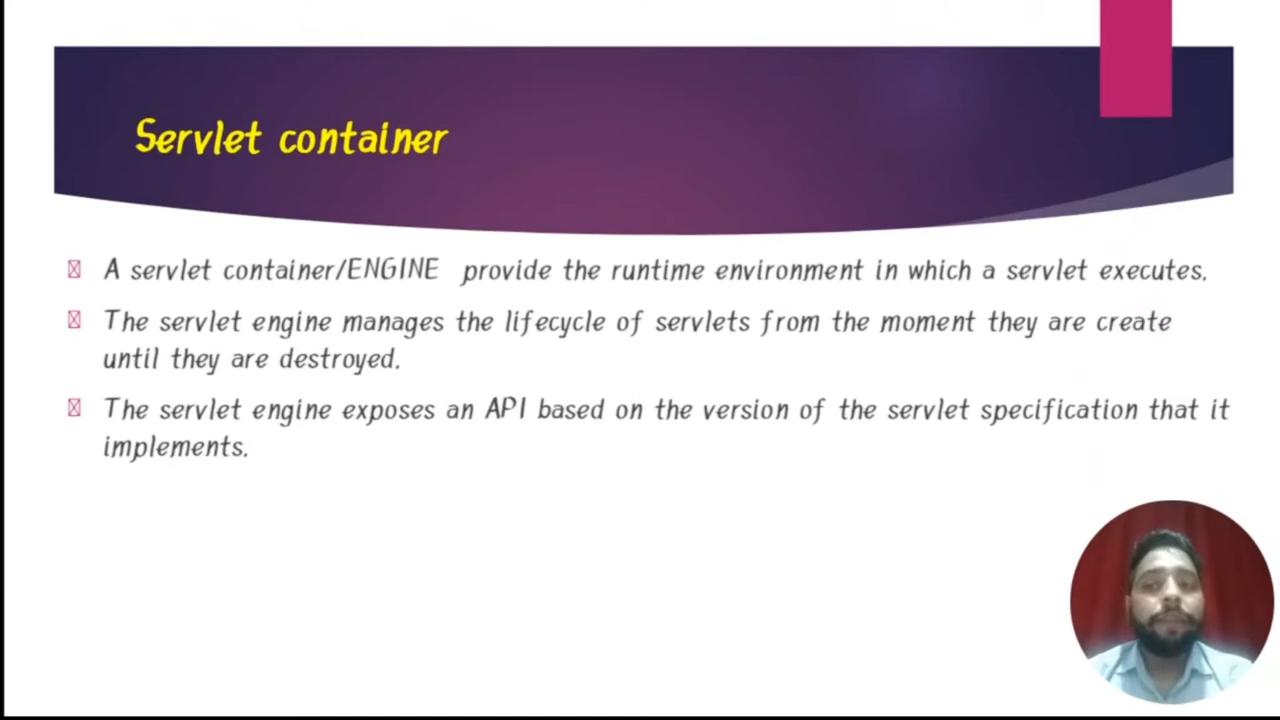 Servlet container
A servlet container/ENGINE provide the runtime environment in which a servlet executes.
The servlet engine manages the lifecycle of servlets from the moment they are create
until they are destroyed.
The servlet engine exposes an API based on the version of the servlet specification that it
implements.